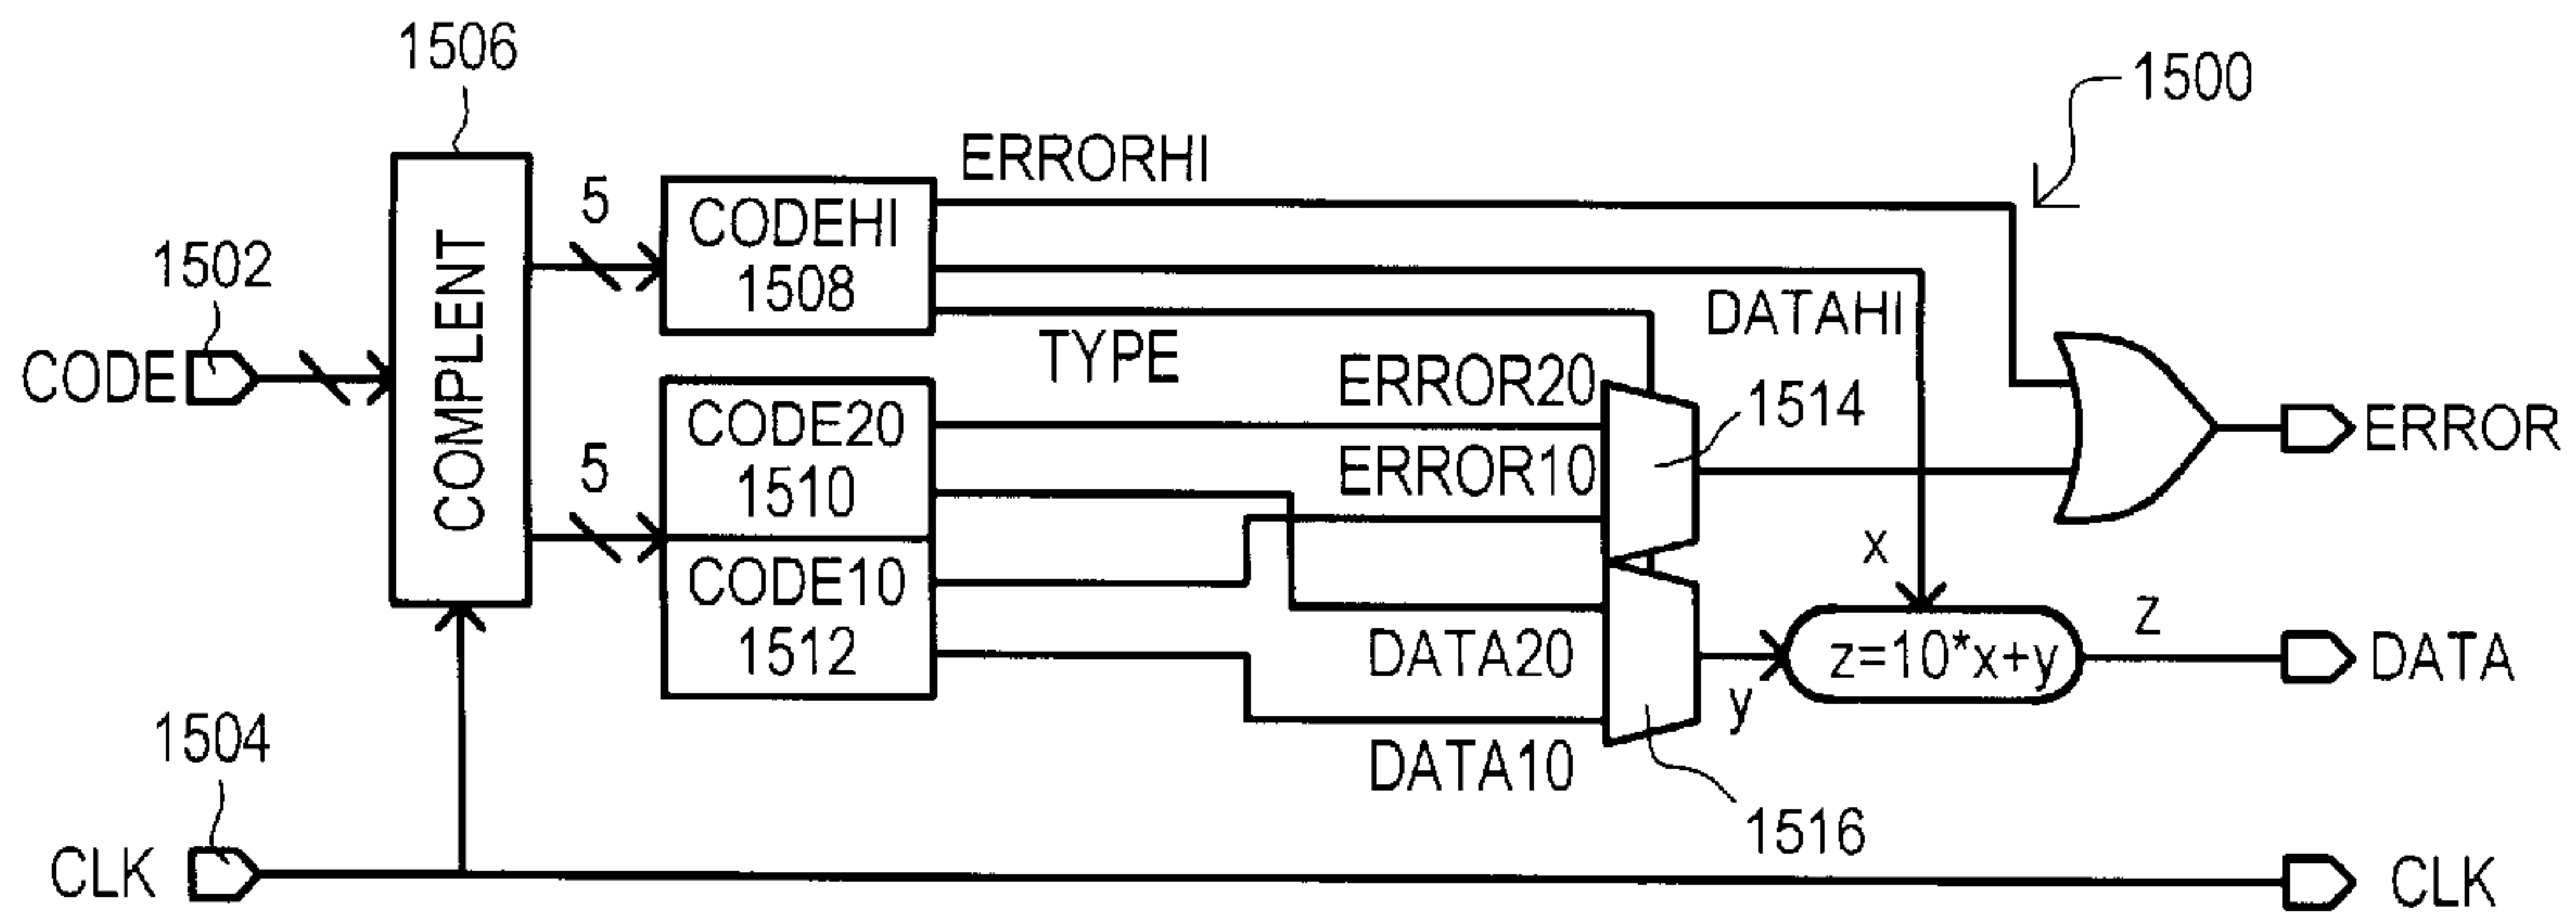 1506
1500
ERRORHI
5
CODEHI
1508
1502
COMPLENT
DATAHI
TYPE
CODE
ERROR20
1514
CODE20
ERROR
5
ERROR10
1510
x
CODE10
z
1512
DATA20
z=10*x+y
DATA
y
1504
DATA10
1516
CLK
CLK